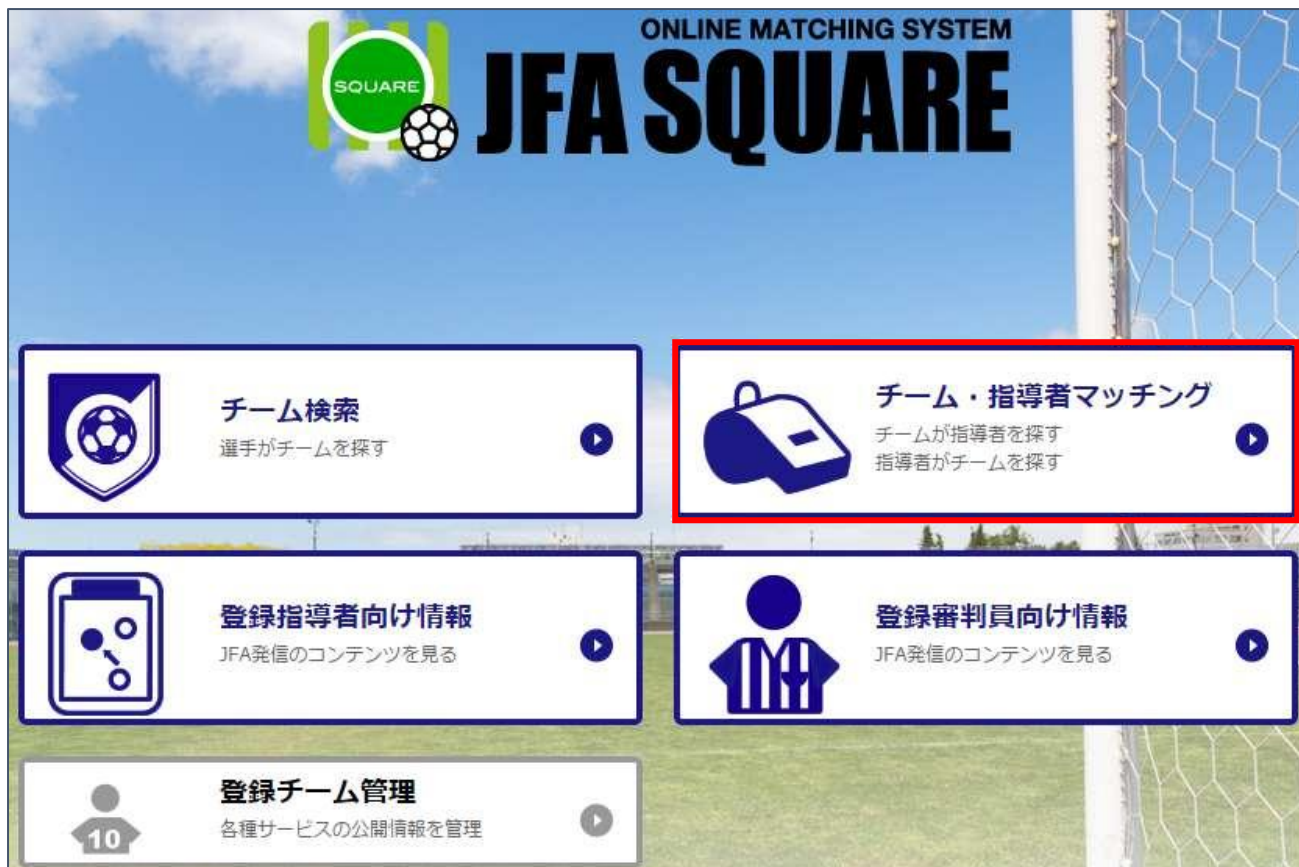 ONLINE MATCHING SYSTEM
SQUARE
JFA SQUARE
チーム検索
選手がチームを探す
チーム・指導者マッチング
チームが指導者を探す
指導者がチームを探す
登録指導者向け情報
JFA発信のコンテンツを見る
登録審判員向け情報
JFA発信のコンテンツを見る
10
登録チーム管理
各種サービスの公開情報を管理